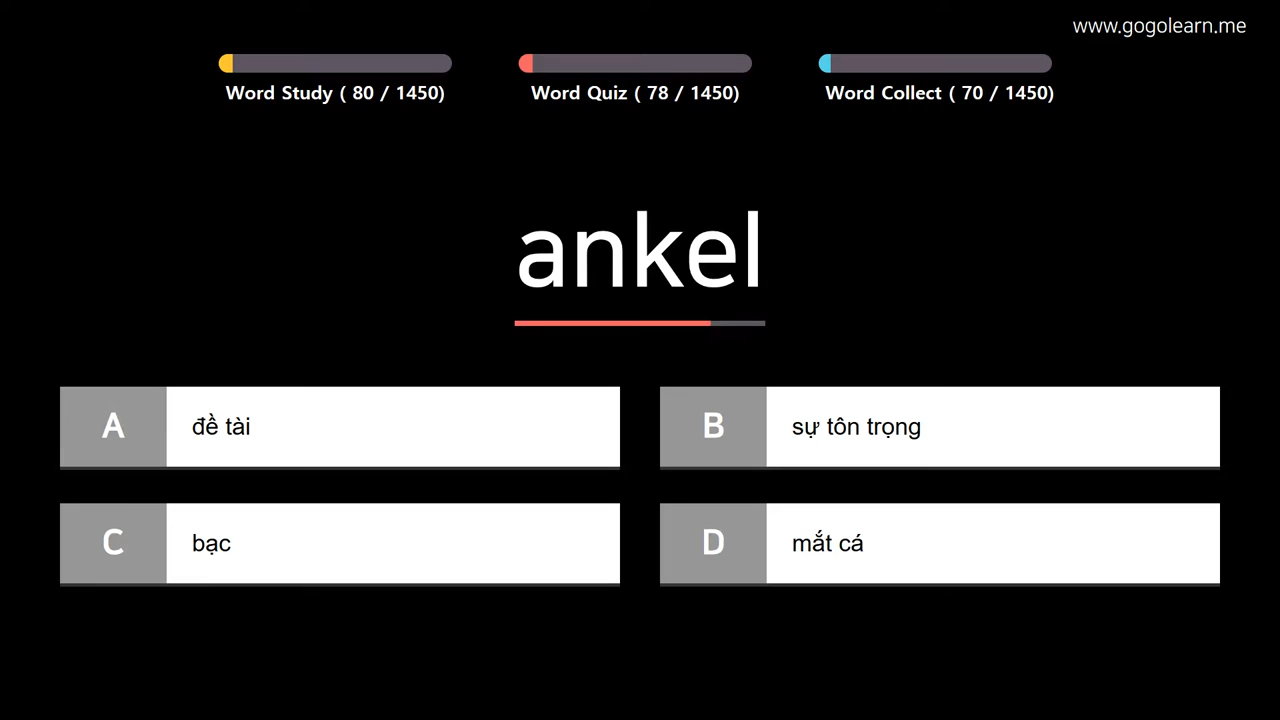 www.gogolearn.me
Word Study ( 80 / 1450)
Word Quiz ( 78 / 1450)
Word Collect ( 70 / 1450)
ankel
A đề tài
B sự tôn trọng
C bạc
D mắt cá